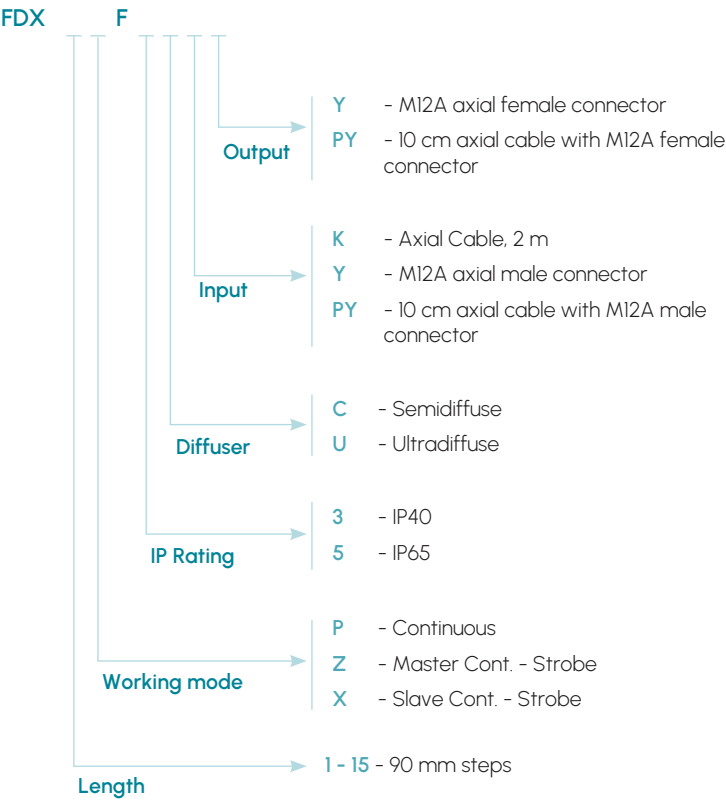 FDX F
Y - M12A axial female connector
PY - 10 cm axial cable with M12A female
connector
Output
K - Axial Cable, 2 m
Y - M12A axial male connector
PY - 10 cm axial cable with M12A male
connector
Input
C - Semidiffuse
U - Ultradiffuse
Diffuser
3 - IP40
5 - IP65
IP Rating
P - Continuous
Z - Master Cont. - Strobe
X - Slave Cont. - Strobe
Working mode
1 - 15 - 90 mm steps
Length